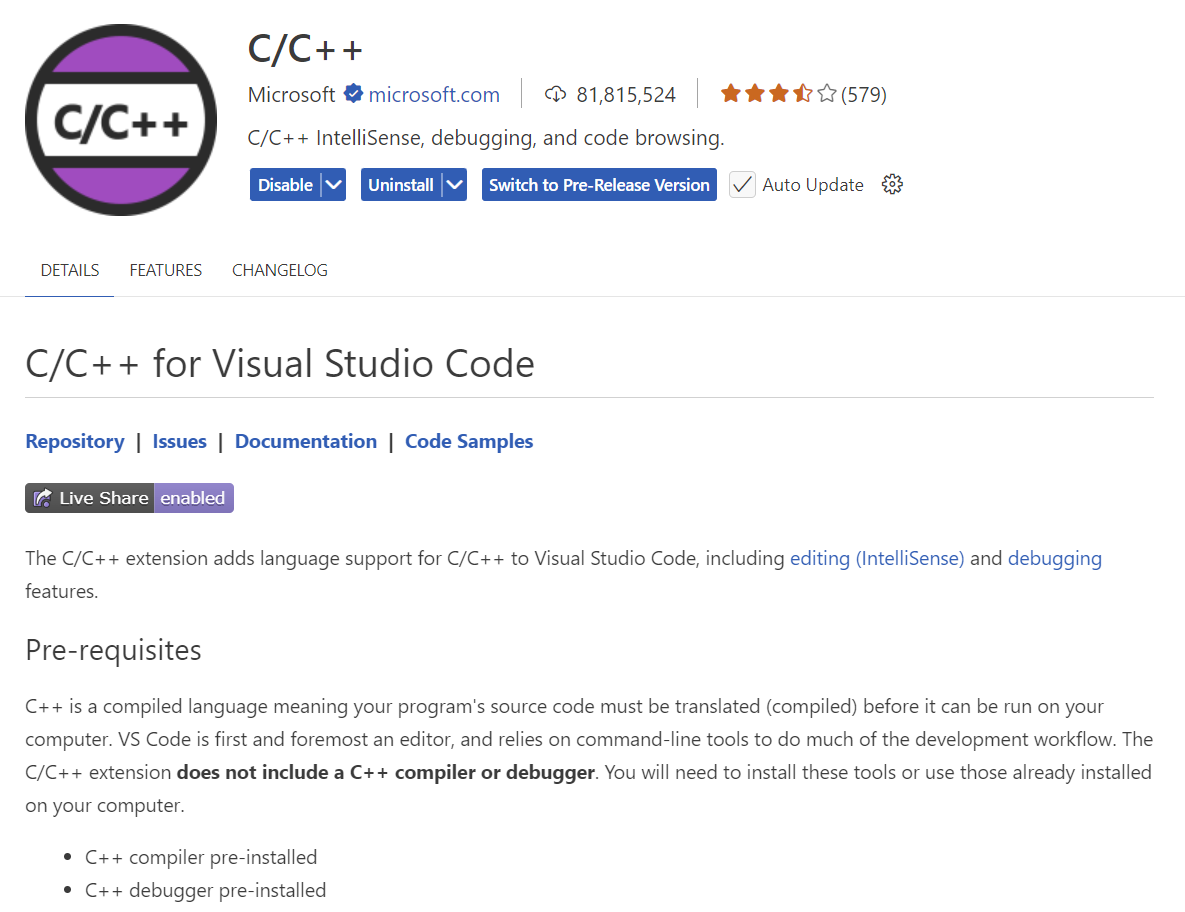 C/C++
C/C++
Microsoft microsoft.com 81,815,524 (579)
C/C++ IntelliSense, debugging, and code browsing.
Disable Uninstall Switch to Pre-Release Version Auto Update
DETAILS FEATURES CHANGELOG
C/C++ for Visual Studio Code
Repository | Issues | Documentation | Code Samples
Live Share enabled
The C/C++ extension adds language support for C/C++ to Visual Studio Code, including editing (IntelliSense) and debugging
features.
Pre-requisites
C++ is a compiled language meaning your program's source code must be translated (compiled) before it can be run on your
computer. VS Code is first and foremost an editor, and relies on command-line tools to do much of the development workflow. The
C/C++ extension does not include a C++ compiler or debugger. You will need to install these tools or use those already installed
on your computer.
• C++ compiler pre-installed
• C++ debugger pre-installed